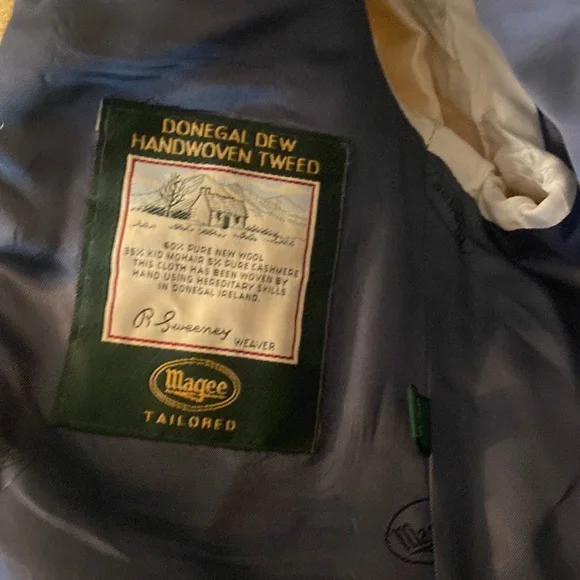 DONEGAL DEW
HANDWOVEN TWEED
60% PURE NEW WOOL
35% KID MOHAIR 5% PURE CASHMERE
THIS CLOTH HAS BEEN WOVEN BY
HAND USING HEREDITARY SKILLS
IN DONEGAL IRELAND.
R Sweeney
WEAVER
Magee
TAILORED
Mag